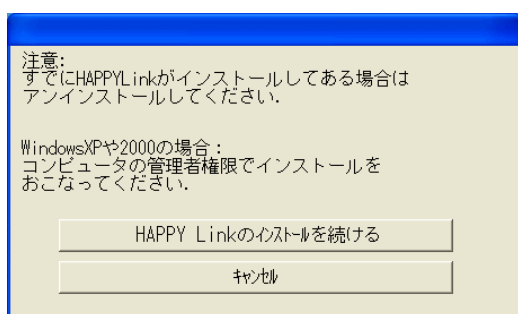 注意:
すでにHAPPYLinkがインストールしてある場合は
アンインストールしてください.
WindowsXPや2000の場合：
コンピュータの管理者権限でインストールを
おこなってください.
HAPPY Linkのｲﾝｽﾄｰﾙを続ける
ｷｬﾝｾﾙ